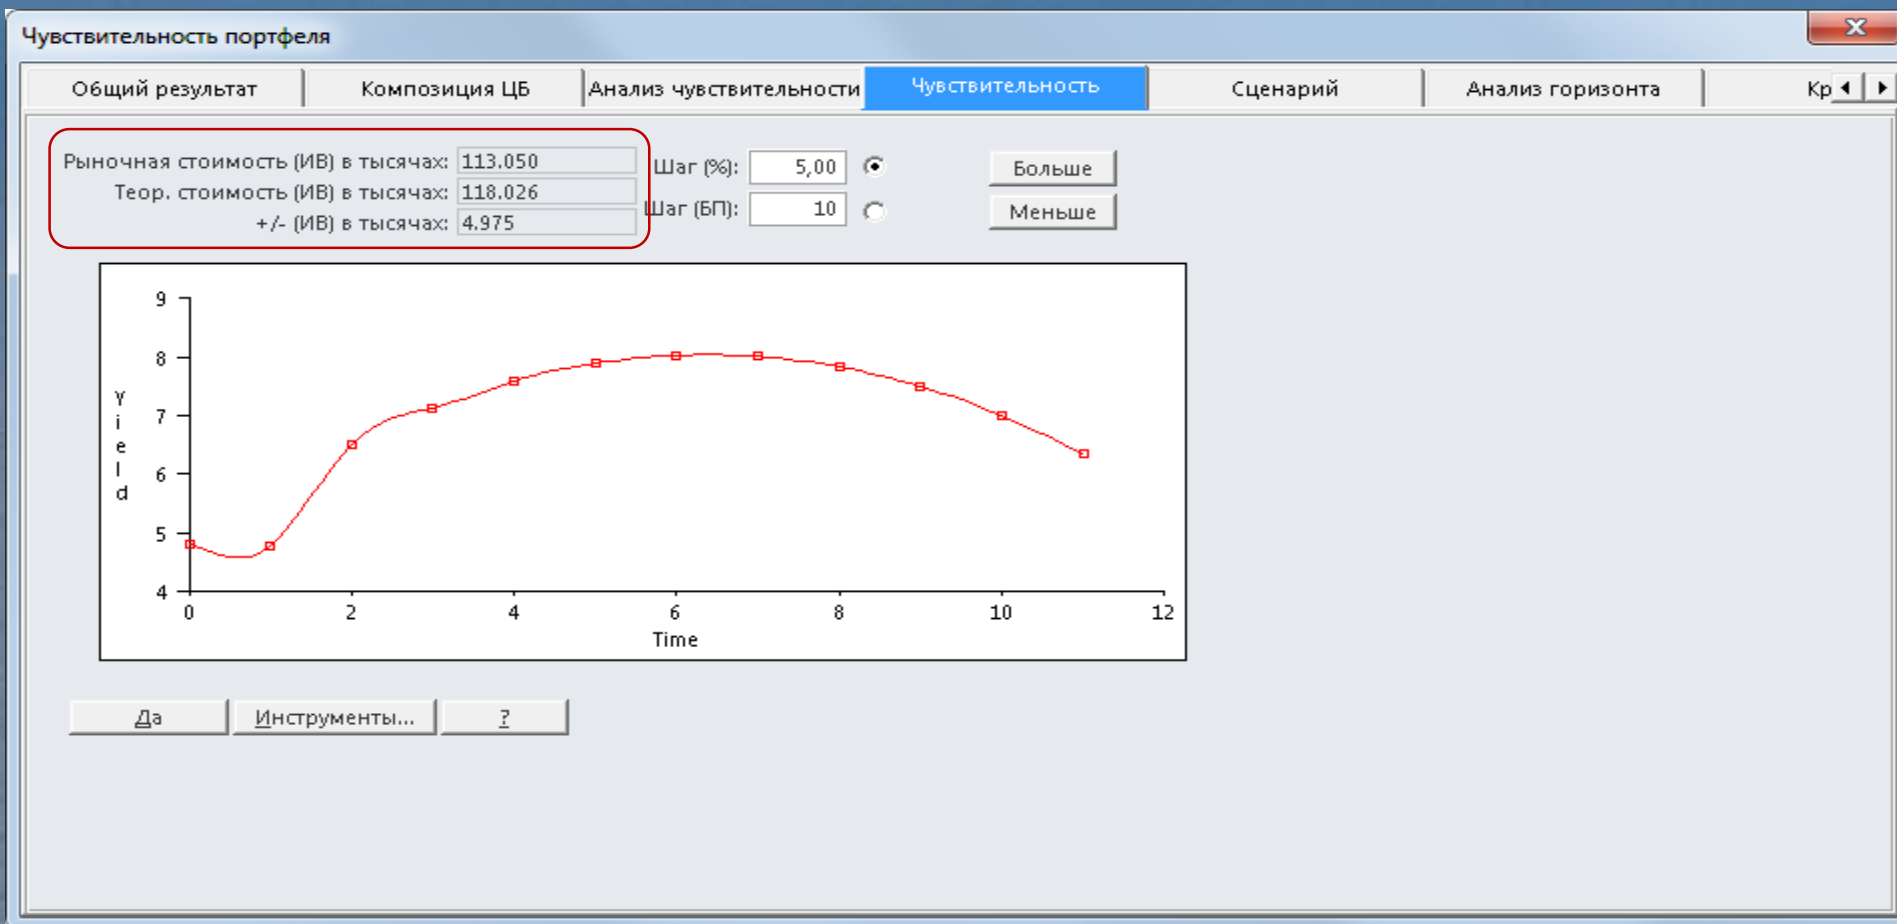 Чувствительность портфеля
Общий результат Композиция ЦБ Анализ чувствительности Чувствительность Сценарий Анализ горизонта Кр
Рыночная стоимость (ИВ) в тысячах: 113.050
Теор. стоимость (ИВ) в тысячах: 118.026
+/- (ИВ) в тысячах: 4.975
Шаг (%): 5,00
Шаг (БП): 10
Больше
Меньше
9
8
7
6
5
4
yield
0 2 4 6 8 10 12
Time
Да Инструменты... ?